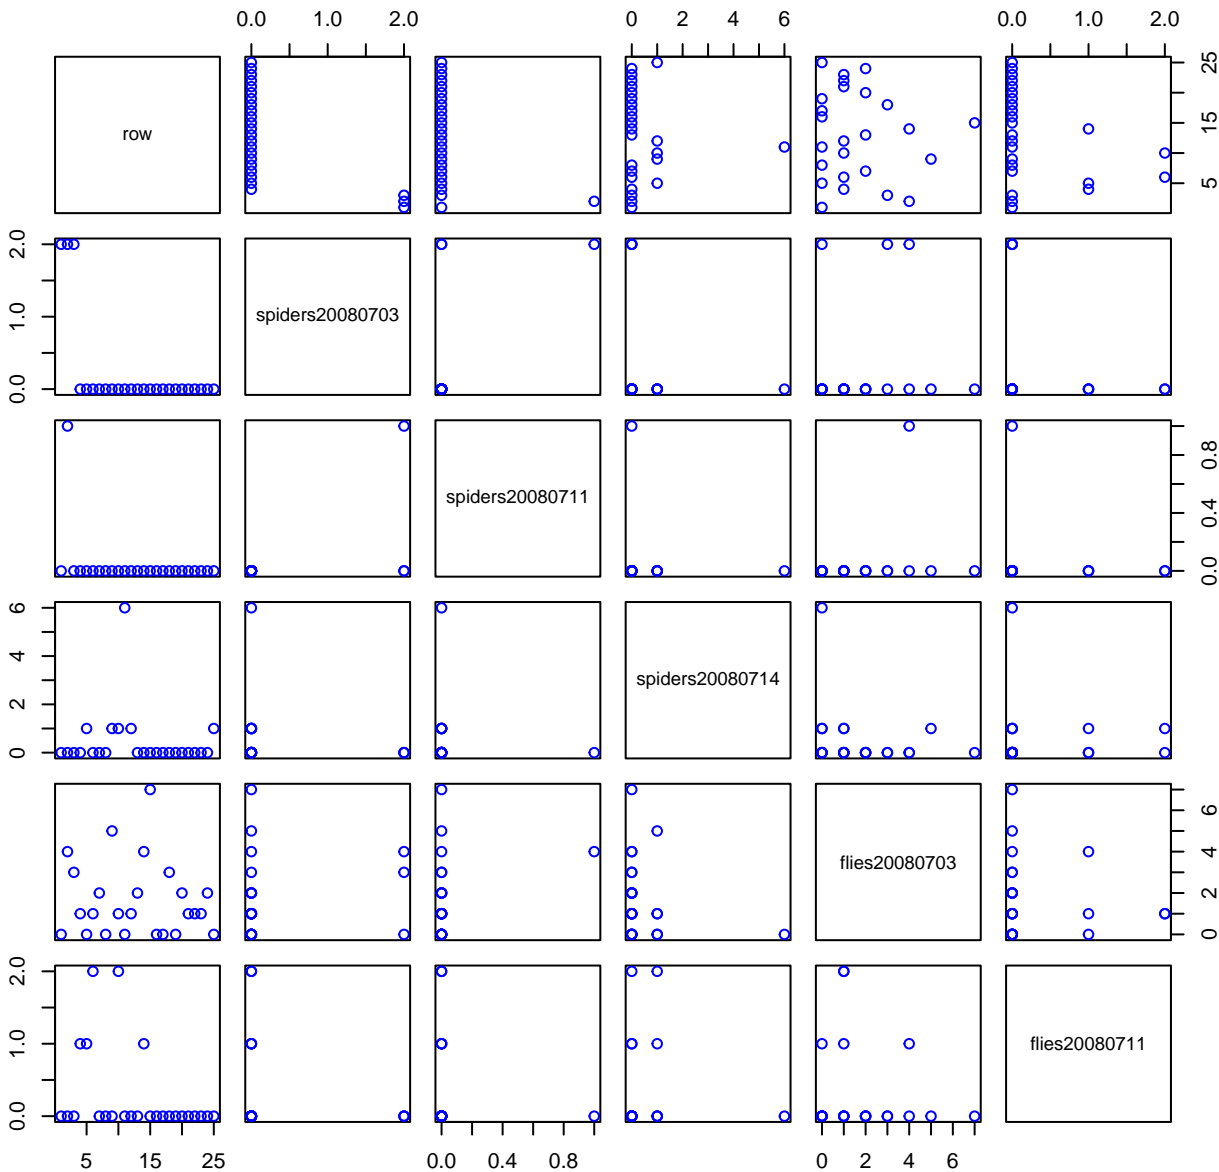 0.0 1.0 2.0 0 2 4 6 0.0 1.0 2.0
row 5 15 25
0.0 1.0 2.0 spiders20080703
spiders20080711 0.0 0.4 0.8
0 2 4 6 spiders20080714
flies20080703 0 2 4 6
0.0 1.0 2.0 flies20080711
5 15 25 0.0 0.4 0.8 0 2 4 6